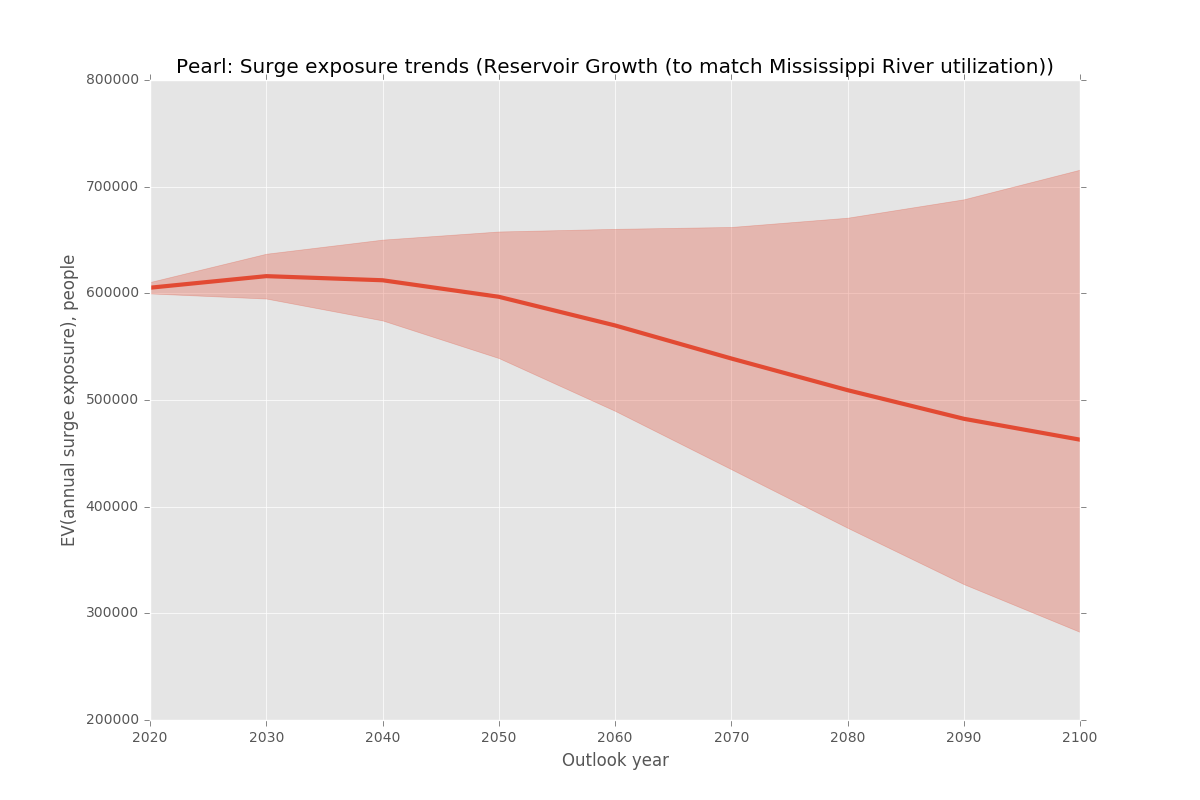 Pearl: Surge exposure trends (Reservoir Growth (to match Mississippi River utilization))
800000
700000
600000
500000
400000
300000
200000
EV(annual surge exposure), people
2020 2030 2040 2050 2060 2070 2080 2090 2100
Outlook year